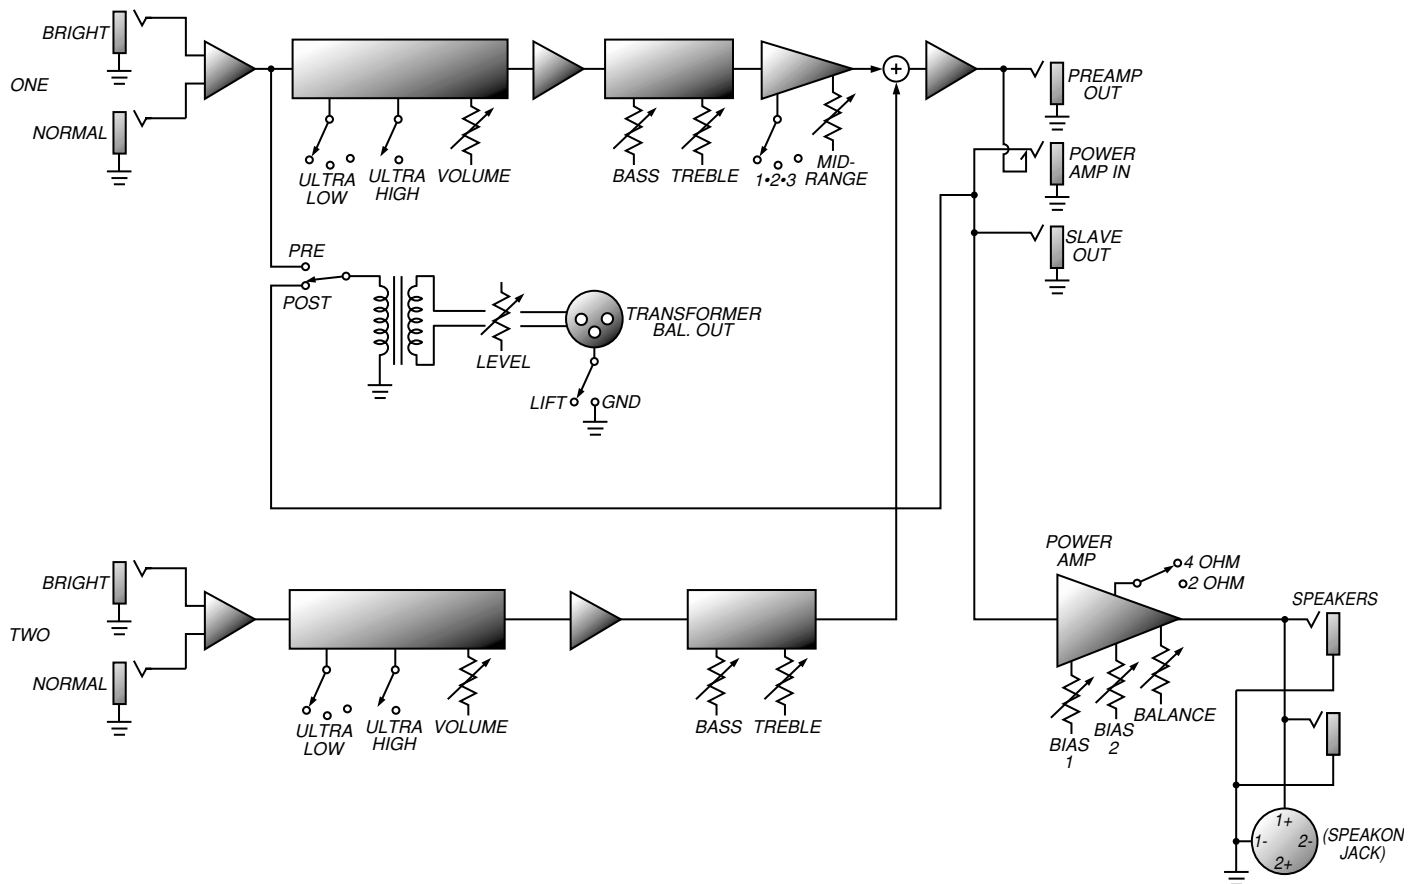 BRIGHT
ONE
NORMAL
ULTRA
LOW
ULTRA
HIGH
VOLUME
BASS
TREBLE
1•2•3
MID-
RANGE
+
PREAMP
OUT
POWER
AMP IN
SLAVE
OUT
PRE
POST
LEVEL
TRANSFORMER
BAL. OUT
LIFT
GND
BRIGHT
TWO
NORMAL
ULTRA
LOW
ULTRA
HIGH
VOLUME
BASS
TREBLE
POWER
AMP
4 OHM
2 OHM
BIAS
1
BIAS
2
BALANCE
SPEAKERS
1+
1-
2-
2+
(SPEAKON
JACK)